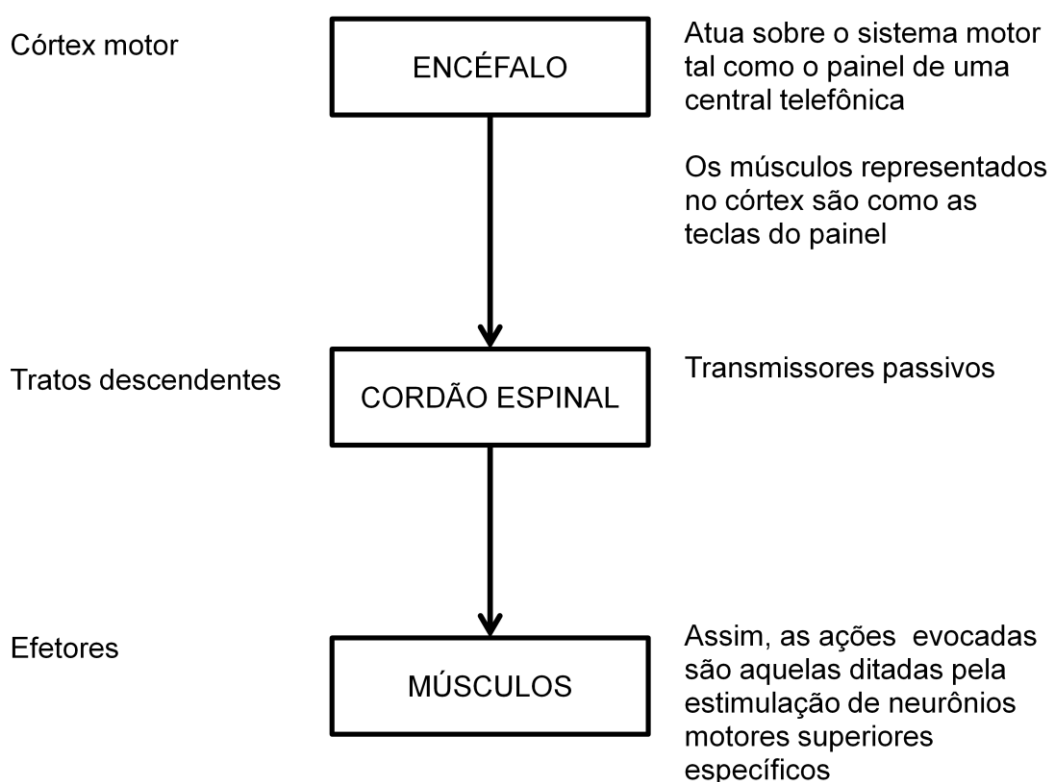 Córtex motor
ENCÉFALO
Atua sobre o sistema motor
tal como o painel de uma
central telefônica
Os músculos representados
no córtex são como as
teclas do painel
Tratos descendentes
CORDÃO ESPINAL
Transmissores passivos
Efetores
MÚSCULOS
Assim, as ações evocadas
são aquelas ditadas pela
estimulação de neurônios
motores superiores
específicos